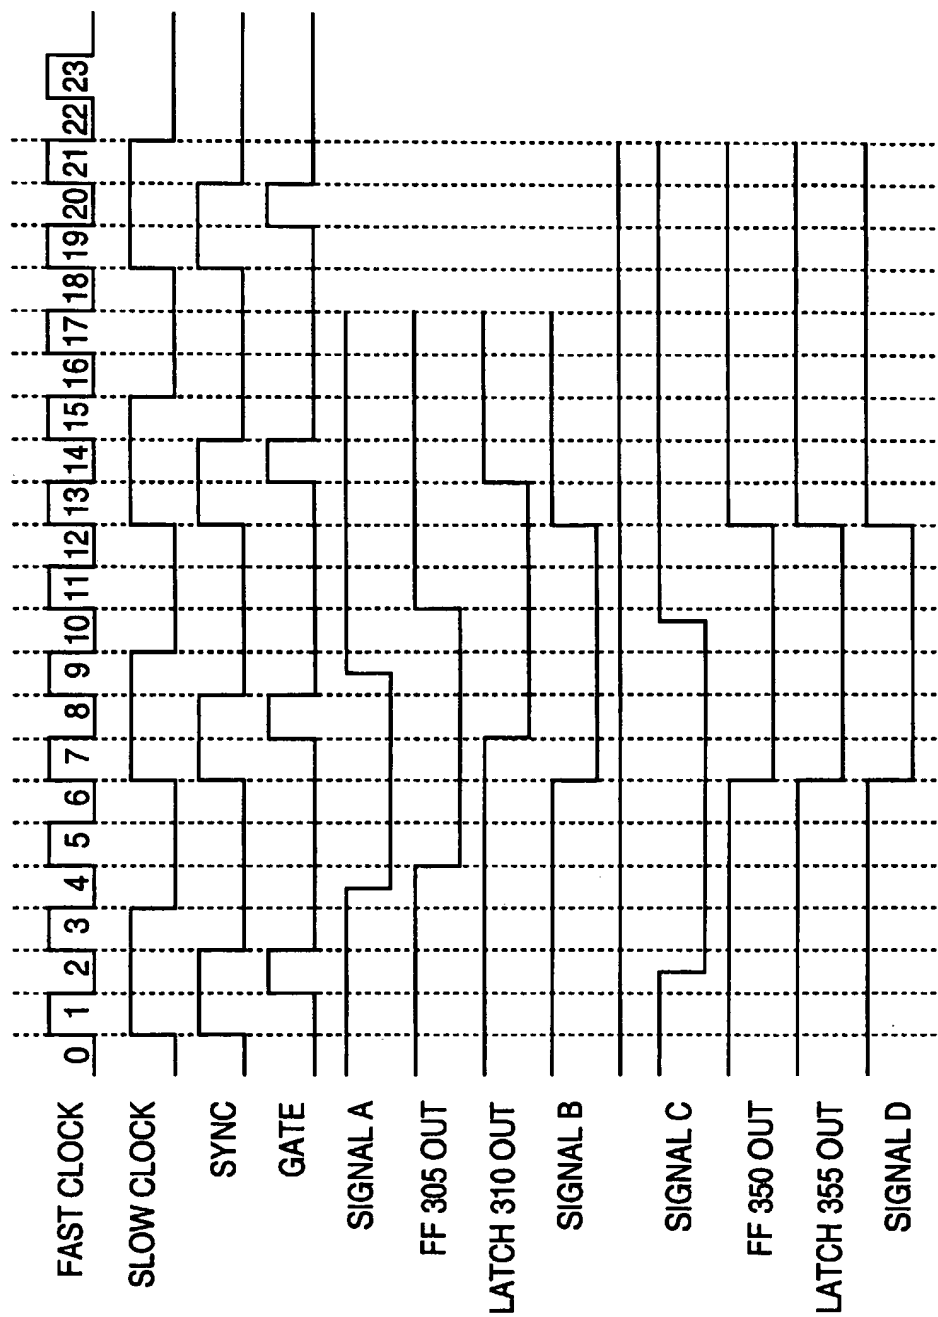 FAST CLOCK
0 1 2 3 4 5 6 7 8 9 10 11 12 13 14 15 16 17 18 19 20 21 22 23
SLOW CLOCK
SYNC
GATE
SIGNAL A
FF 305 OUT
LATCH 310 OUT
SIGNAL B
SIGNAL C
FF 350 OUT
LATCH 355 OUT
SIGNAL D